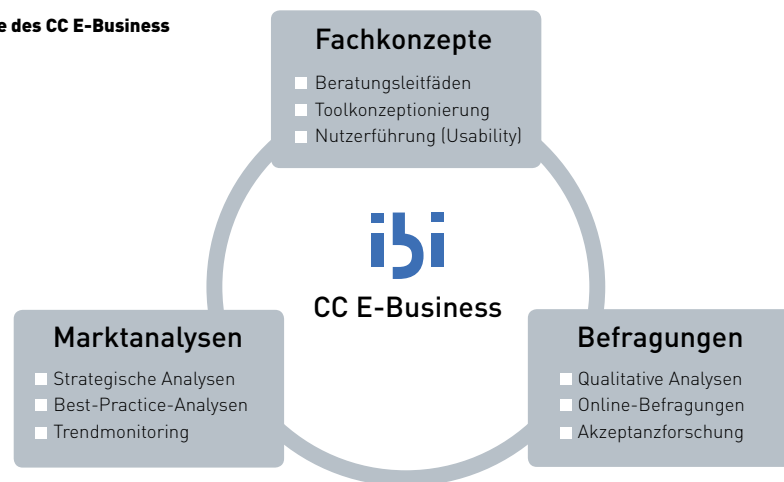 e des CC E-Business
Fachkonzepte
Beratungsleitfäden
Toolkonzeptionierung
Nutzerführung (Usability)
ibi
CC E-Business
Marktanalysen
Strategische Analysen
Best-Practice-Analysen
Trendmonitoring
Befragungen
Qualitative Analysen
Online-Befragungen
Akzeptanzforschung